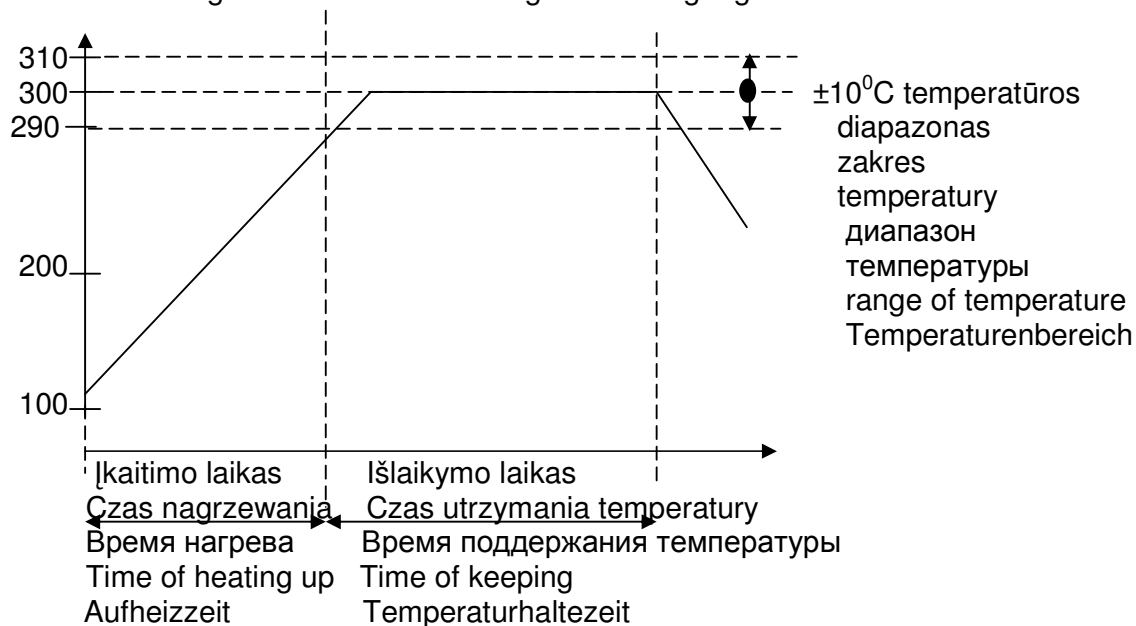 310
300
290
200
100
±10⁰C temperatūros
diapazonas
zakres
temperatury
диапазон
температуры
range of temperature
Temperaturenbereich
Įkaitimo laikas
Czas nagrzewania
Время нагрева
Time of heating up
Aufheizzeit
Išlaikymo laikas
Czas utrzymania temperatury
Время поддержания температуры
Time of keeping
Temperaturhaltezeit